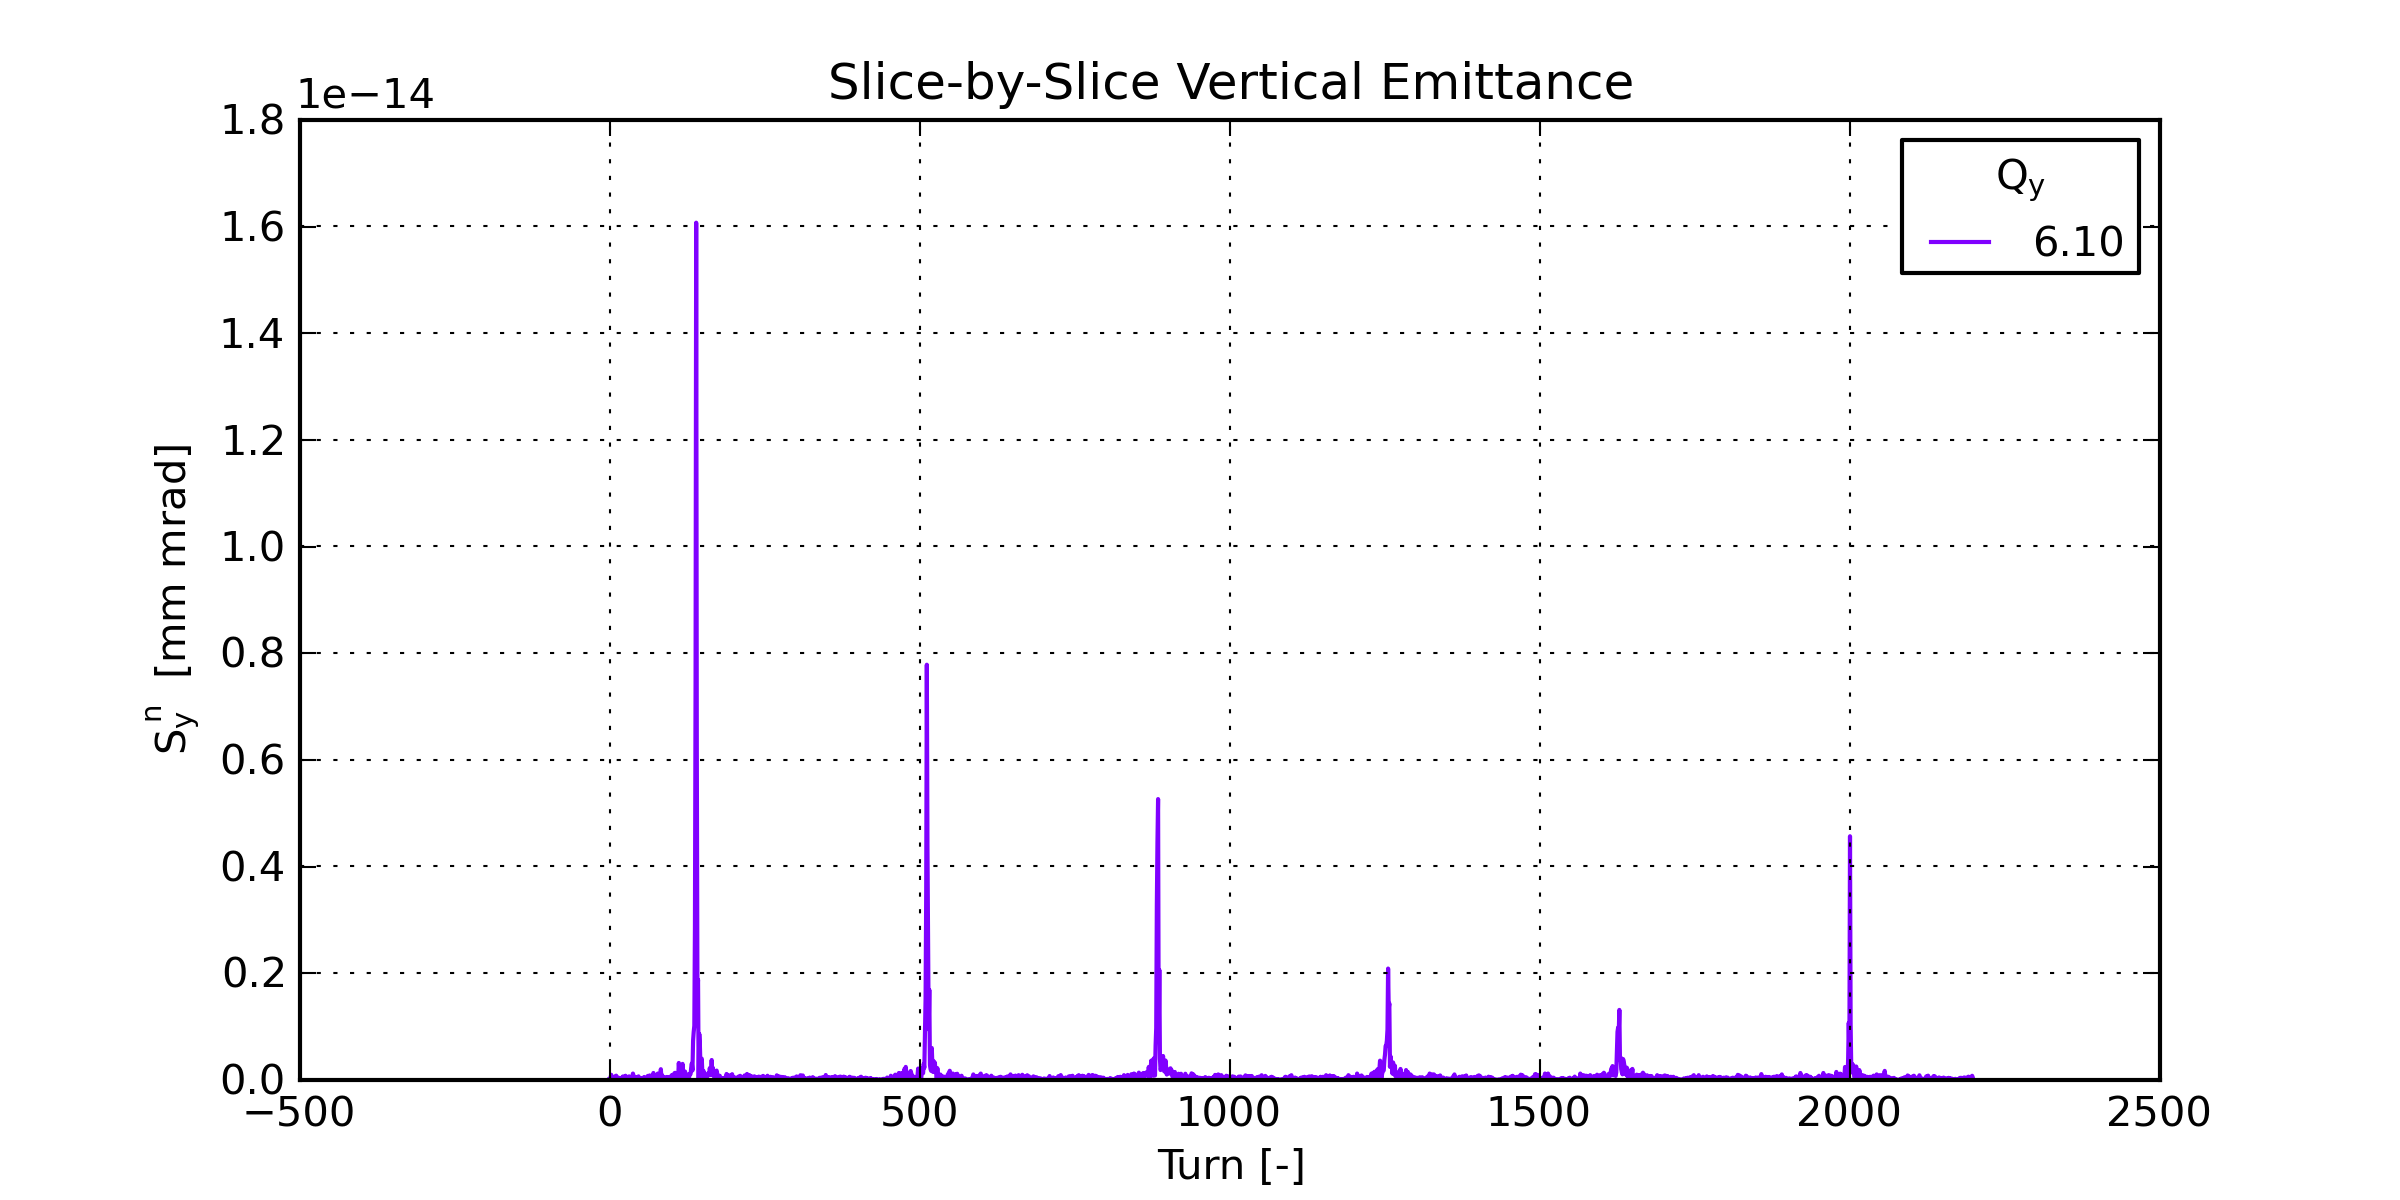 Slice-by-Slice Vertical Emittance
1e−14
1.8
1.6
1.4
1.2
1.0
0.8
0.6
0.4
0.2
0.0
S_y^n [mm mrad]
Q_y
6.10
−500 0 500 1000 1500 2000 2500
Turn [-]